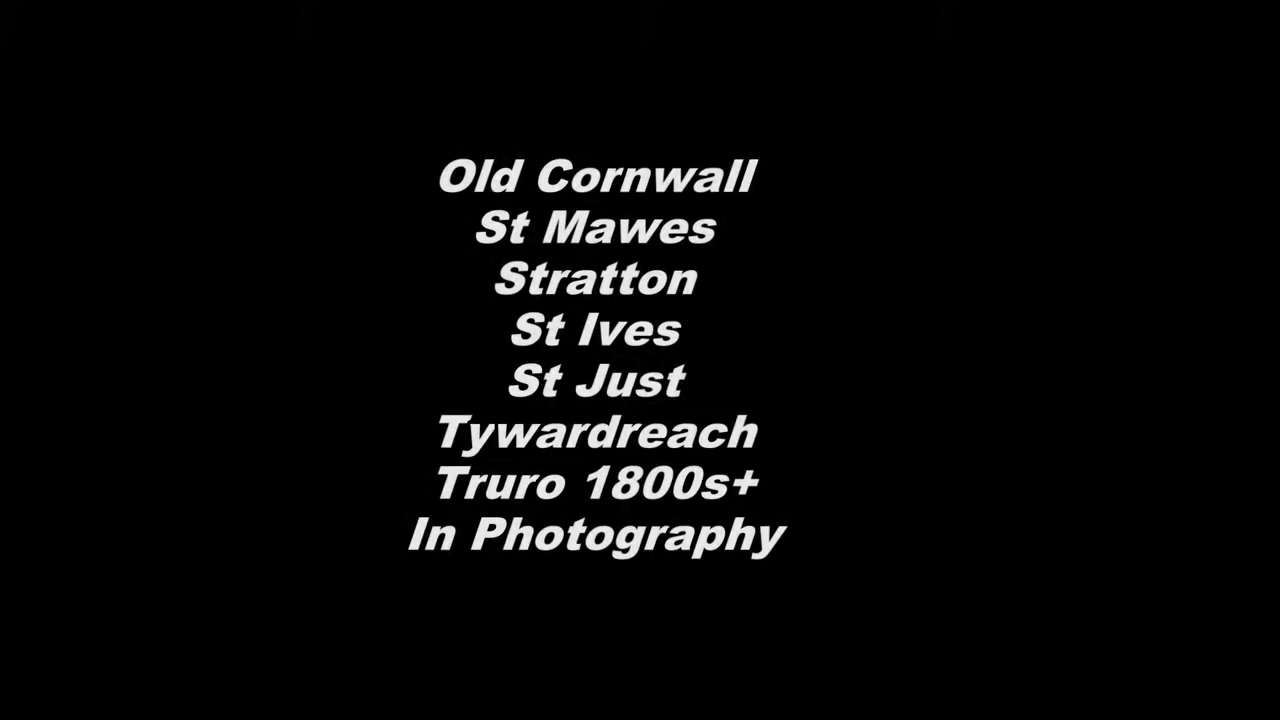 Old Cornwall
St Mawes
Stratton
St Ives
St Just
Tywardreach
Truro 1800s+
In Photography